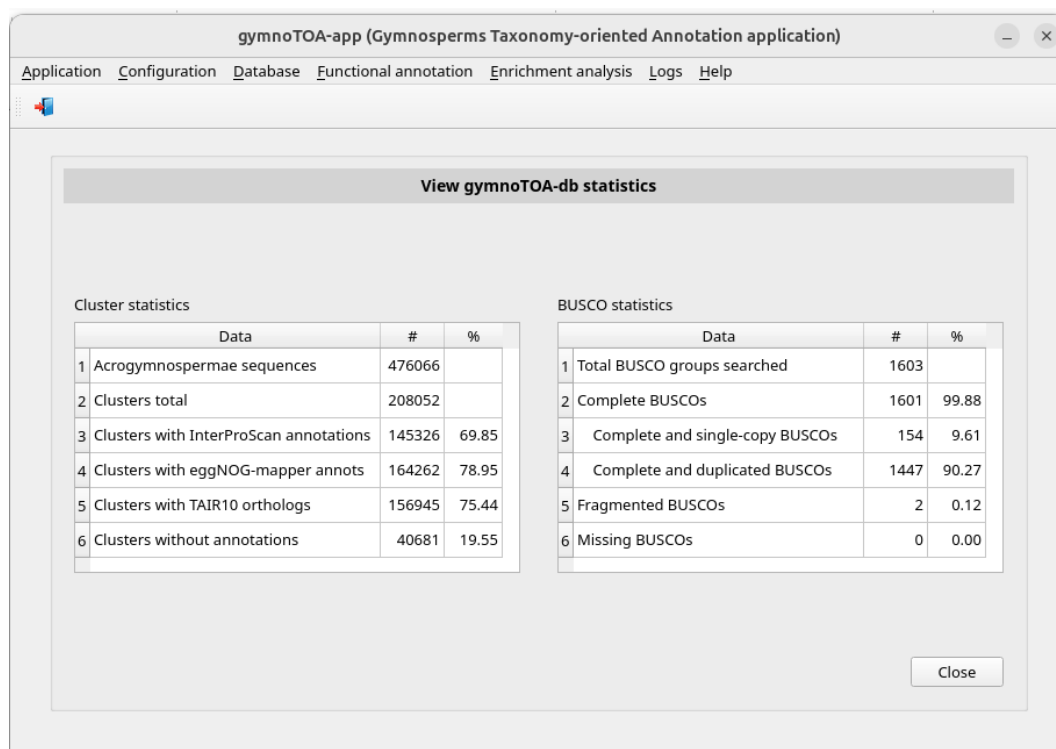 gymnoTOA-app (Gymnosperms Taxonomy-oriented Annotation application)
Application Configuration Database Functional annotation Enrichment analysis Logs Help
View gymnoTOA-db statistics
Cluster statistics
Data # %
1 Acrogymnospermae sequences 476066
2 Clusters total 208052
3 Clusters with InterProScan annotations 145326 69.85
4 Clusters with eggNOG-mapper annots 164262 78.95
5 Clusters with TAIR10 orthologs 156945 75.44
6 Clusters without annotations 40681 19.55
BUSCO statistics
Data # %
1 Total BUSCO groups searched 1603
2 Complete BUSCOs 1601 99.88
3 Complete and single-copy BUSCOs 154 9.61
4 Complete and duplicated BUSCOs 1447 90.27
5 Fragmented BUSCOs 2 0.12
6 Missing BUSCOs 0 0.00
Close